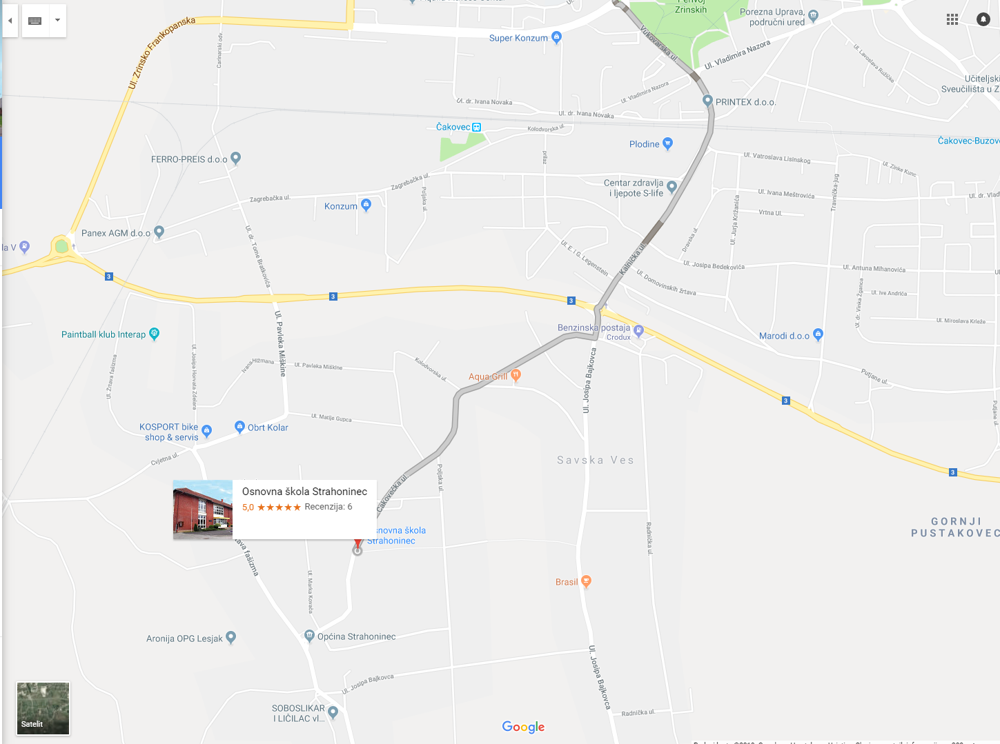 Perivoj
Zrinskih
Porezna Uprava,
područni ured
Ul. Zrinsko Frankopanska
Carinarski odv.
Super Konzum
Vukovarska ul.
Ul. Vladimira Nazora
Ul. Lavoslava Ružičke
Učiteljski
Sveučilišta u Z
Ul. Vladimira Nazora
Ul. dr. Ivana Novaka
PRINTEX d.o.o.
Ul. dr. Ivana Novaka
Čakovec
Kolodvorska ul.
Plodine
Čakovec-Buzove
FERRO-PREIS d.o.o
prilaz
Ul. Vatroslava Lisinskog
Ul. Zinke Kunc
Zagrebačka ul.
Poljska ul.
Centar zdravlja
i ljepote S-life
Travnička-jug
Zagrebačka ul.
Konzum
Ul. Ivana Meštrovića
Ul. dr. Vla
Vrtna Ul.
Ul. Jurja Križanića
Panex AGM d.o.o
la V
Ul. dr. Tome Bratkovića
Dravska ul.
Ul. E. I G. Legenstein
Kalnička ul.
Ul. Josipa Bedekovića
Ul. Antuna Mihanovića
3
Ul. Domovinskih žrtava
Ul. dr. Vinka Žganca
Ul. Ive Andrića
3
3
Ul. Miroslava Krleže
Ul. Pavleka Miškine
Paintball klub Interap
Benzinska postaja
Crodux
Marodi d.o.o
Ul. Žrtava fašizma
Ul. Josipa Horvata Zdelara
Ivana Hižmana
Ul. Pavleka Miškine
Kolodvorska ul.
Aqua Grill
Ul. Josipa Bajkovca
Putjane ul.
3
Putjane ul.
Ul. Matije Gupca
KOSPORT bike
shop & servis
Obrt Kolar
Cvjetna ul.
Savska Ves
Poljska ul.
3
Čakovečka ul.
Osnovna škola Strahoninec
5,0
Recenzija: 6
snovna škola
Strahoninec
GORNJI
PUSTAKOVEC
Radnička ul.
tava fašizma
Ul. Marka Kovača
Brasil
Aronija OPG Lesjak
Općina Strahoninec
Ul. Josipa Bajkovca
Ul. Josipa Bajkovca
SOBOSLIKAR
I LIČILAC vl...
Radnička ul.
Satelit
Google